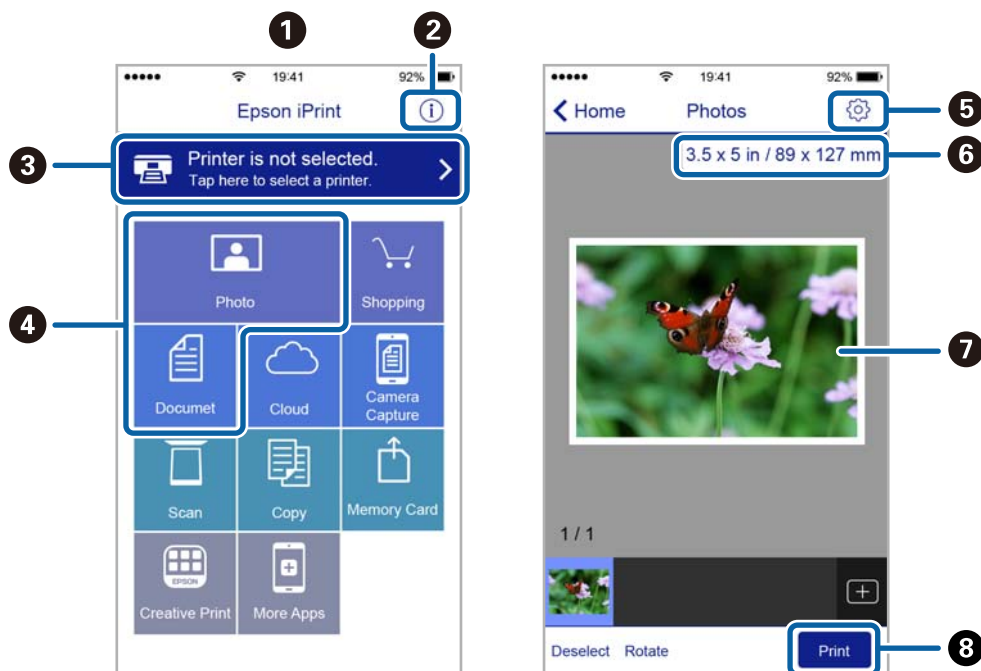 1
2
19:41
92%
Epson iPrint
3
Printer is not selected.
Tap here to select a printer.
4
Photo
Shopping
Documet
Cloud
Camera
Capture
Scan
Copy
Memory Card
EPSON
Creative Print
More Apps
19:41
92%
Home
Photos
5
3.5 x 5 in / 89 x 127 mm
6
7
1 / 1
Deselect
Rotate
Print
8